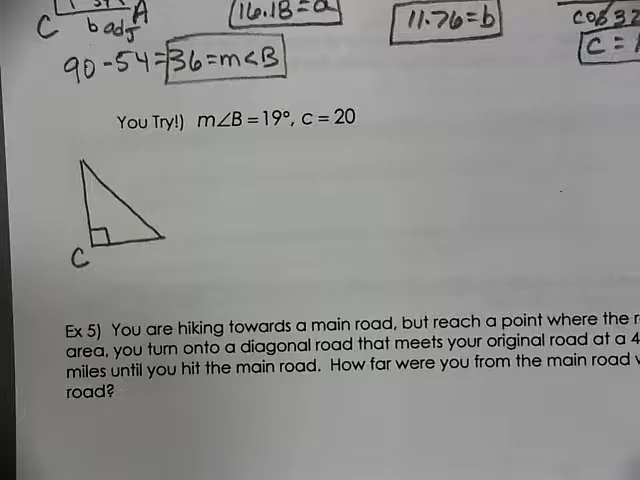 C b adj A
16.18 = a
11.76 = b
cos 32
90 - 54 = 36 = m<B
C =
You Try!) m∠B = 19°, c = 20
C
Ex 5) You are hiking towards a main road, but reach a point where the
area, you turn onto a diagonal road that meets your original road at a 4
miles until you hit the main road. How far were you from the main road
road?